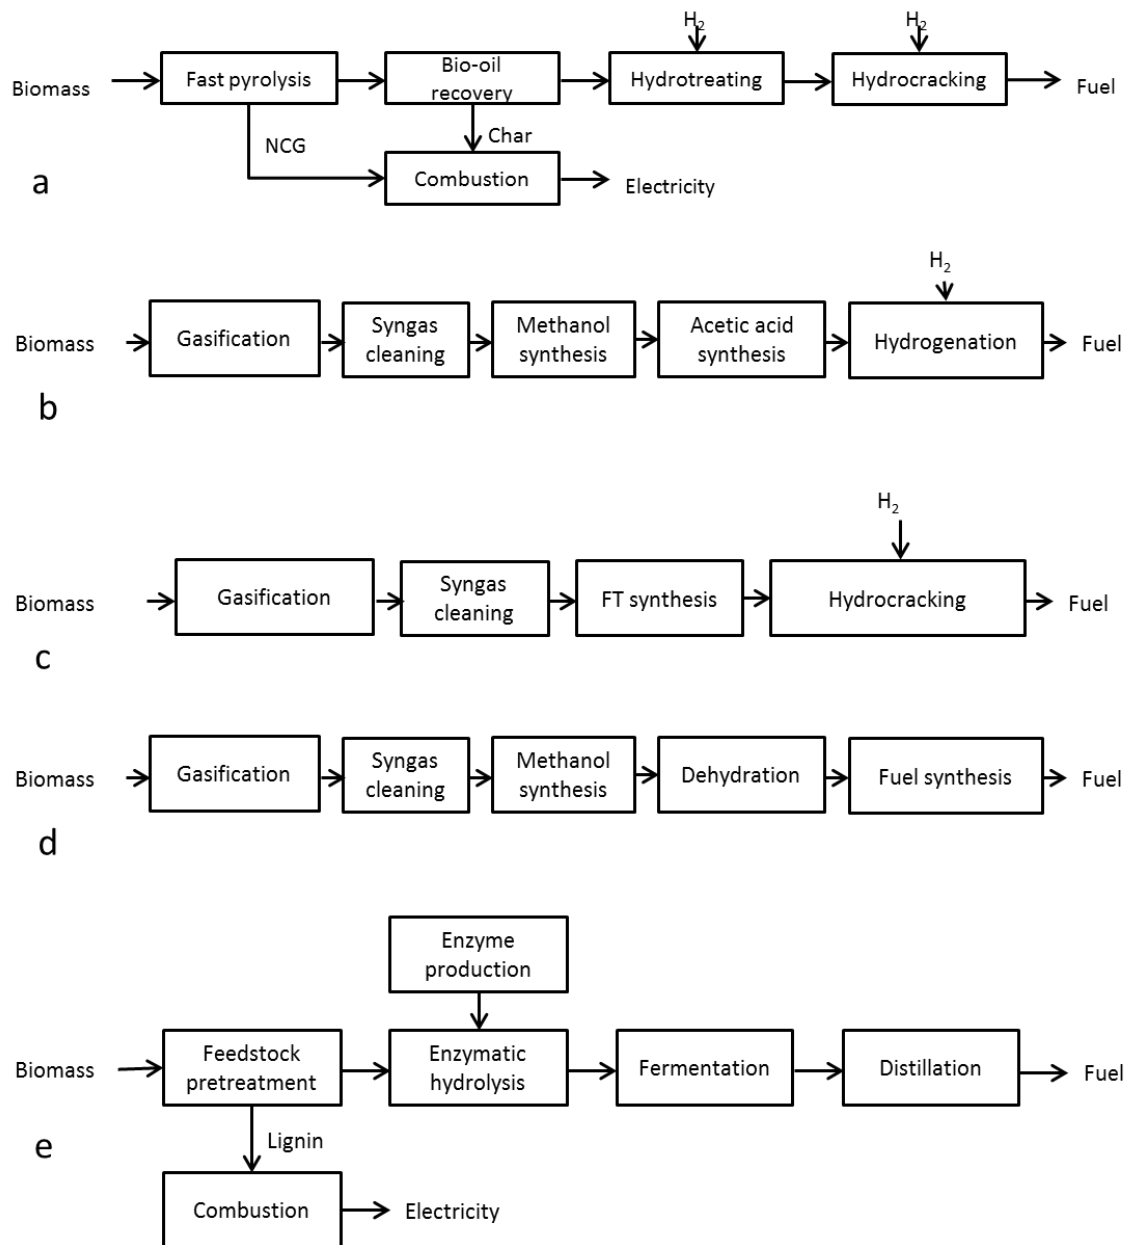 H₂
H₂
Biomass
Fast pyrolysis
Bio-oil
recovery
Hydrotreating
Hydrocracking
Fuel
NCG
Char
Combustion
Electricity
a
H₂
Biomass
Gasification
Syngas
cleaning
Methanol
synthesis
Acetic acid
synthesis
Hydrogenation
Fuel
b
H₂
Biomass
Gasification
Syngas
cleaning
FT synthesis
Hydrocracking
Fuel
c
Biomass
Gasification
Syngas
cleaning
Methanol
synthesis
Dehydration
Fuel synthesis
Fuel
d
Enzyme
production
Biomass
Feedstock
pretreatment
Enzymatic
hydrolysis
Fermentation
Distillation
Fuel
Lignin
e
Combustion
Electricity